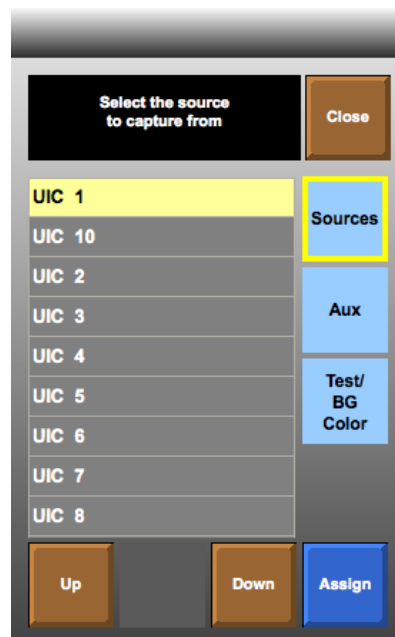 Select the source
to capture from
Close
UIC 1
UIC 10
UIC 2
UIC 3
UIC 4
UIC 5
UIC 6
UIC 7
UIC 8
Sources
Aux
Test/
BG
Color
Up
Down
Assign